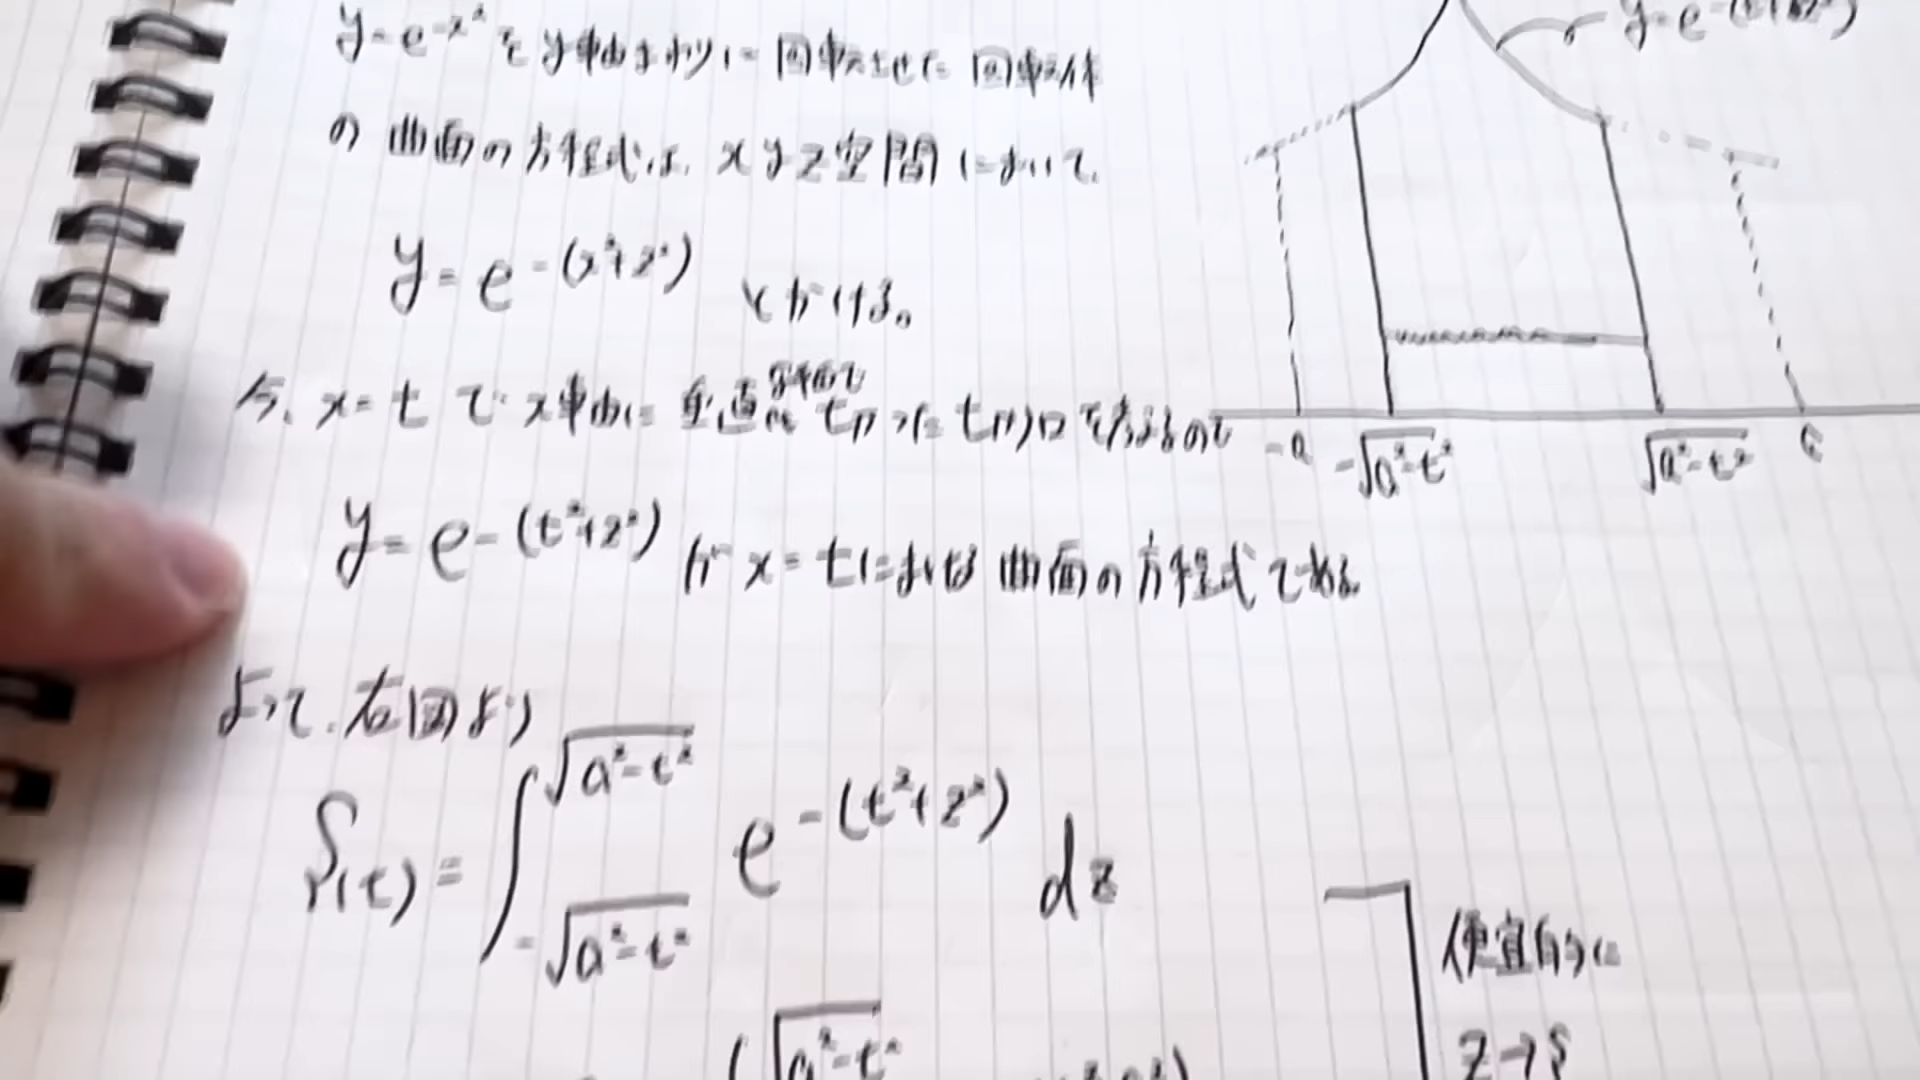 y=e^-x² をy軸まわりに回転させた回転体
の曲面の方程式は、xyz空間において、
y=e^-(x²+z²) とかける。
今、x=t でx軸に垂直な平面で切った切り口を考えるので
y=e^-(t²+z²) が x=tにおける曲面の方程式である
よって、右図より
S(t)=∫_{-√a²-t²}^{√a²-t²} e^-(t²+z²) dz
√a²-t²
便宜的に
z→s
-a
-√a²-t²
√a²-t²
a